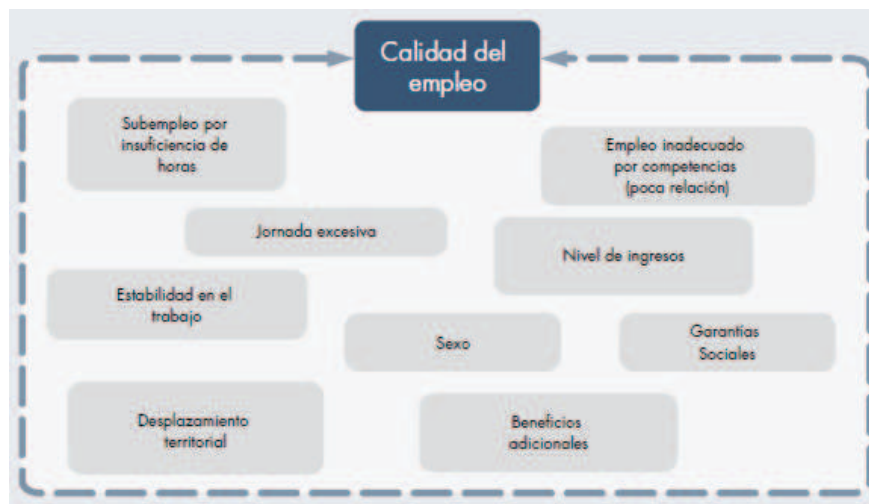 Calidad del
empleo
Subempleo por
insuficiencia de
horas
Empleo inadecuado
por competencias
(poca relación)
Jornada excesiva
Nivel de ingresos
Estabilidad en el
trabajo
Sexo
Garantías
Sociales
Desplazamiento
territorial
Beneficios
adicionales